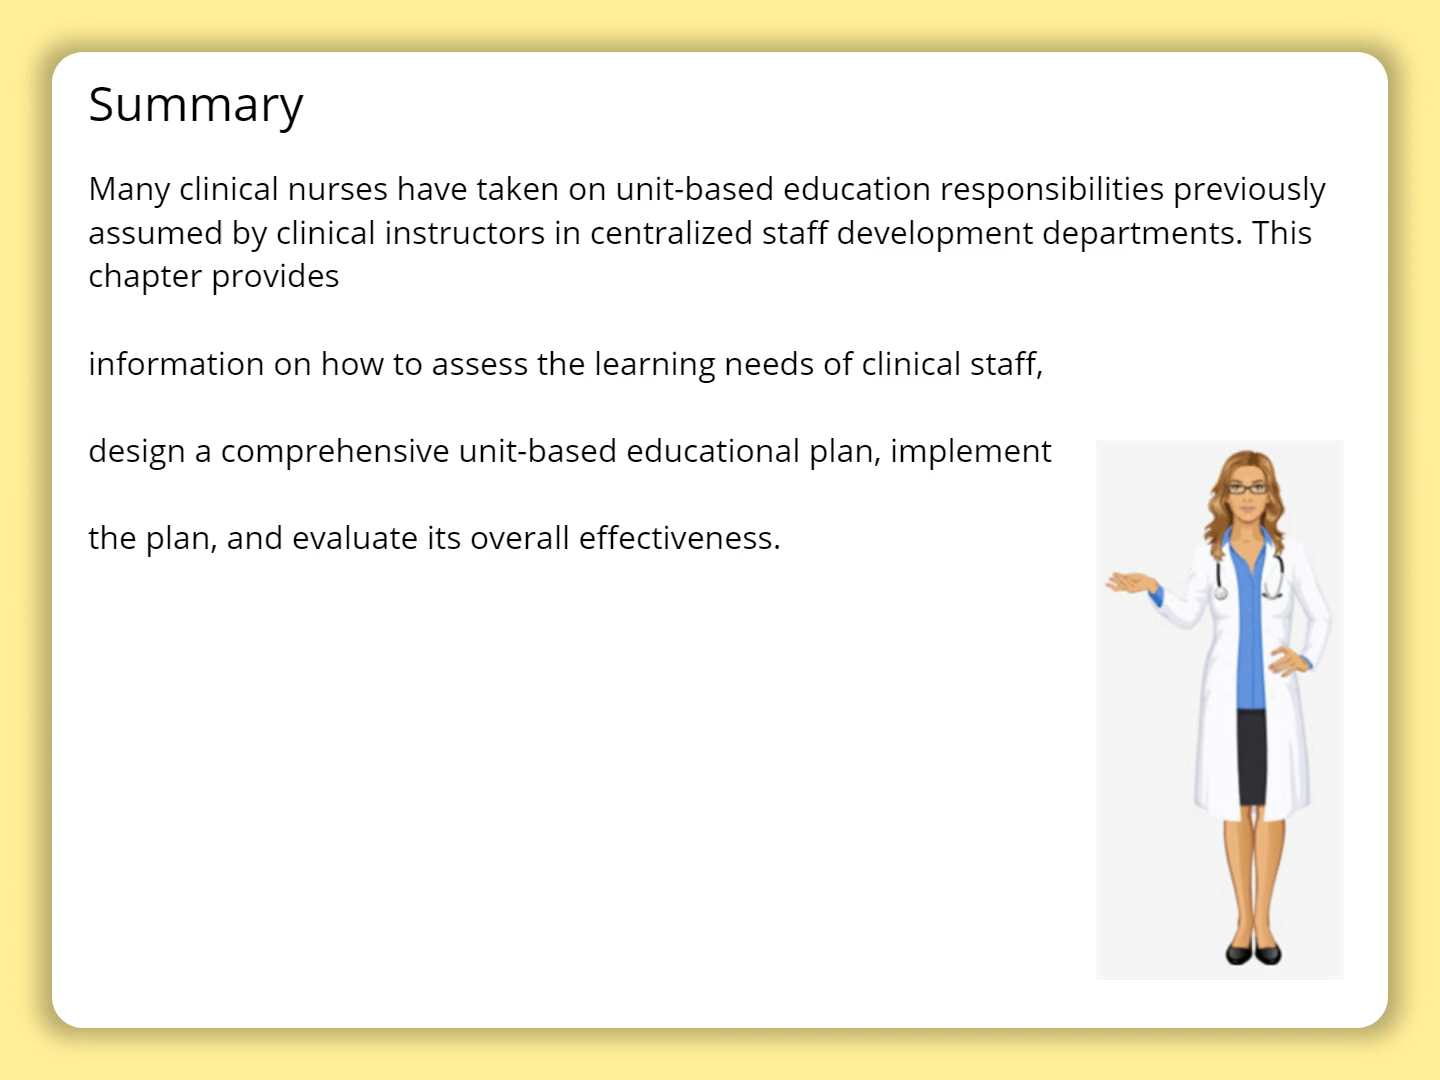 Summary
Many clinical nurses have taken on unit-based education responsibilities previously
assumed by clinical instructors in centralized staff development departments. This
chapter provides
information on how to assess the learning needs of clinical staff,
design a comprehensive unit-based educational plan, implement
the plan, and evaluate its overall effectiveness.